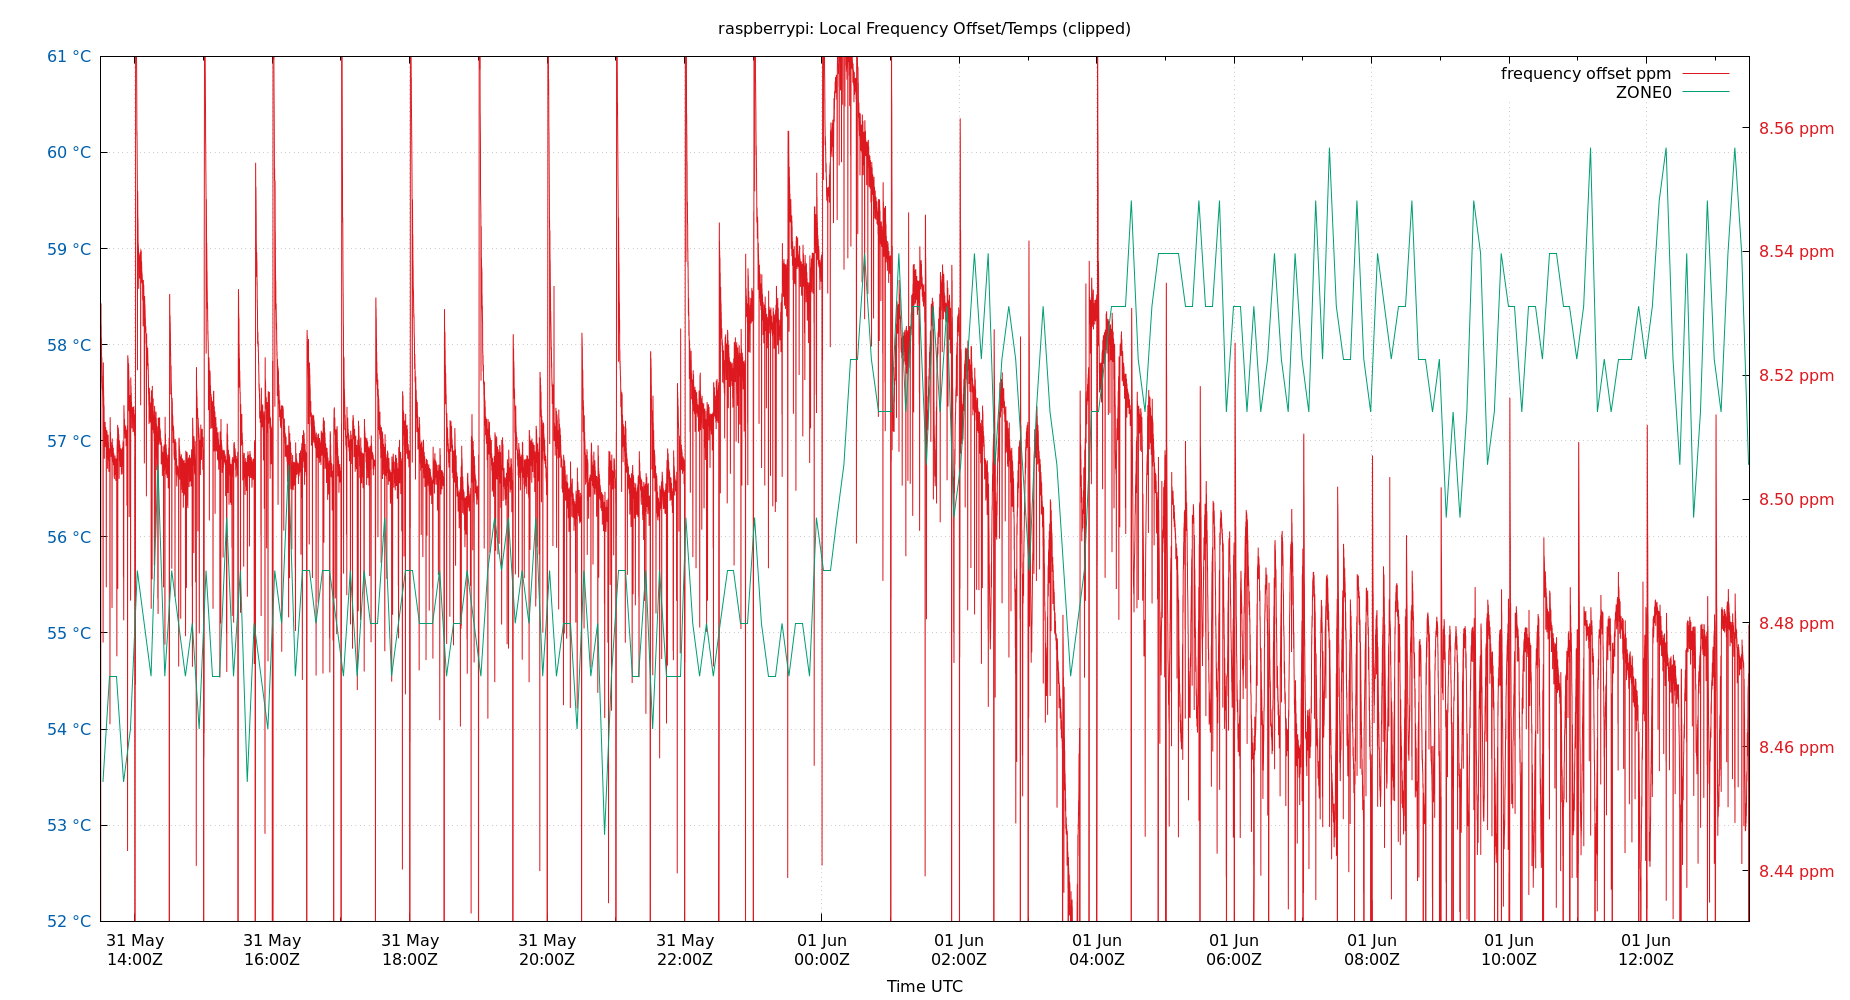 raspberrypi: Local Frequency Offset/Temps (clipped)
frequency offset ppm
ZONE0
61 °C
60 °C
59 °C
58 °C
57 °C
56 °C
55 °C
54 °C
53 °C
52 °C
8.56 ppm
8.54 ppm
8.52 ppm
8.50 ppm
8.48 ppm
8.46 ppm
8.44 ppm
31 May 31 May 31 May 31 May 31 May 01 Jun 01 Jun 01 Jun 01 Jun 01 Jun 01 Jun 01 Jun
14:00Z 16:00Z 18:00Z 20:00Z 22:00Z 00:00Z 02:00Z 04:00Z 06:00Z 08:00Z 10:00Z 12:00Z
Time UTC